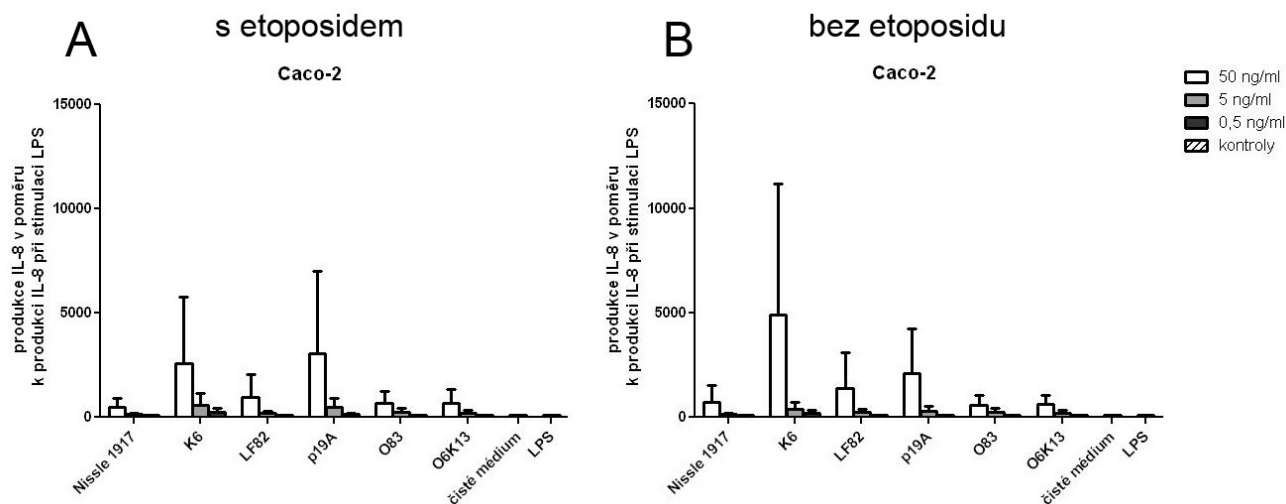 A
s etoposidem
Caco-2
produkce IL-8 v poměru
k produkci IL-8 při stimulaci LPS
15000
10000
5000
0
Nissle 1917
K6
LF82
p19A
O83
O6K13
čisté médium
LPS
B
bez etoposidu
Caco-2
produkce IL-8 v poměru
k produkci IL-8 při stimulaci LPS
15000
10000
5000
0
Nissle 1917
K6
LF82
p19A
O83
O6K13
čisté médium
LPS
50 ng/ml
5 ng/ml
0,5 ng/ml
kontroly